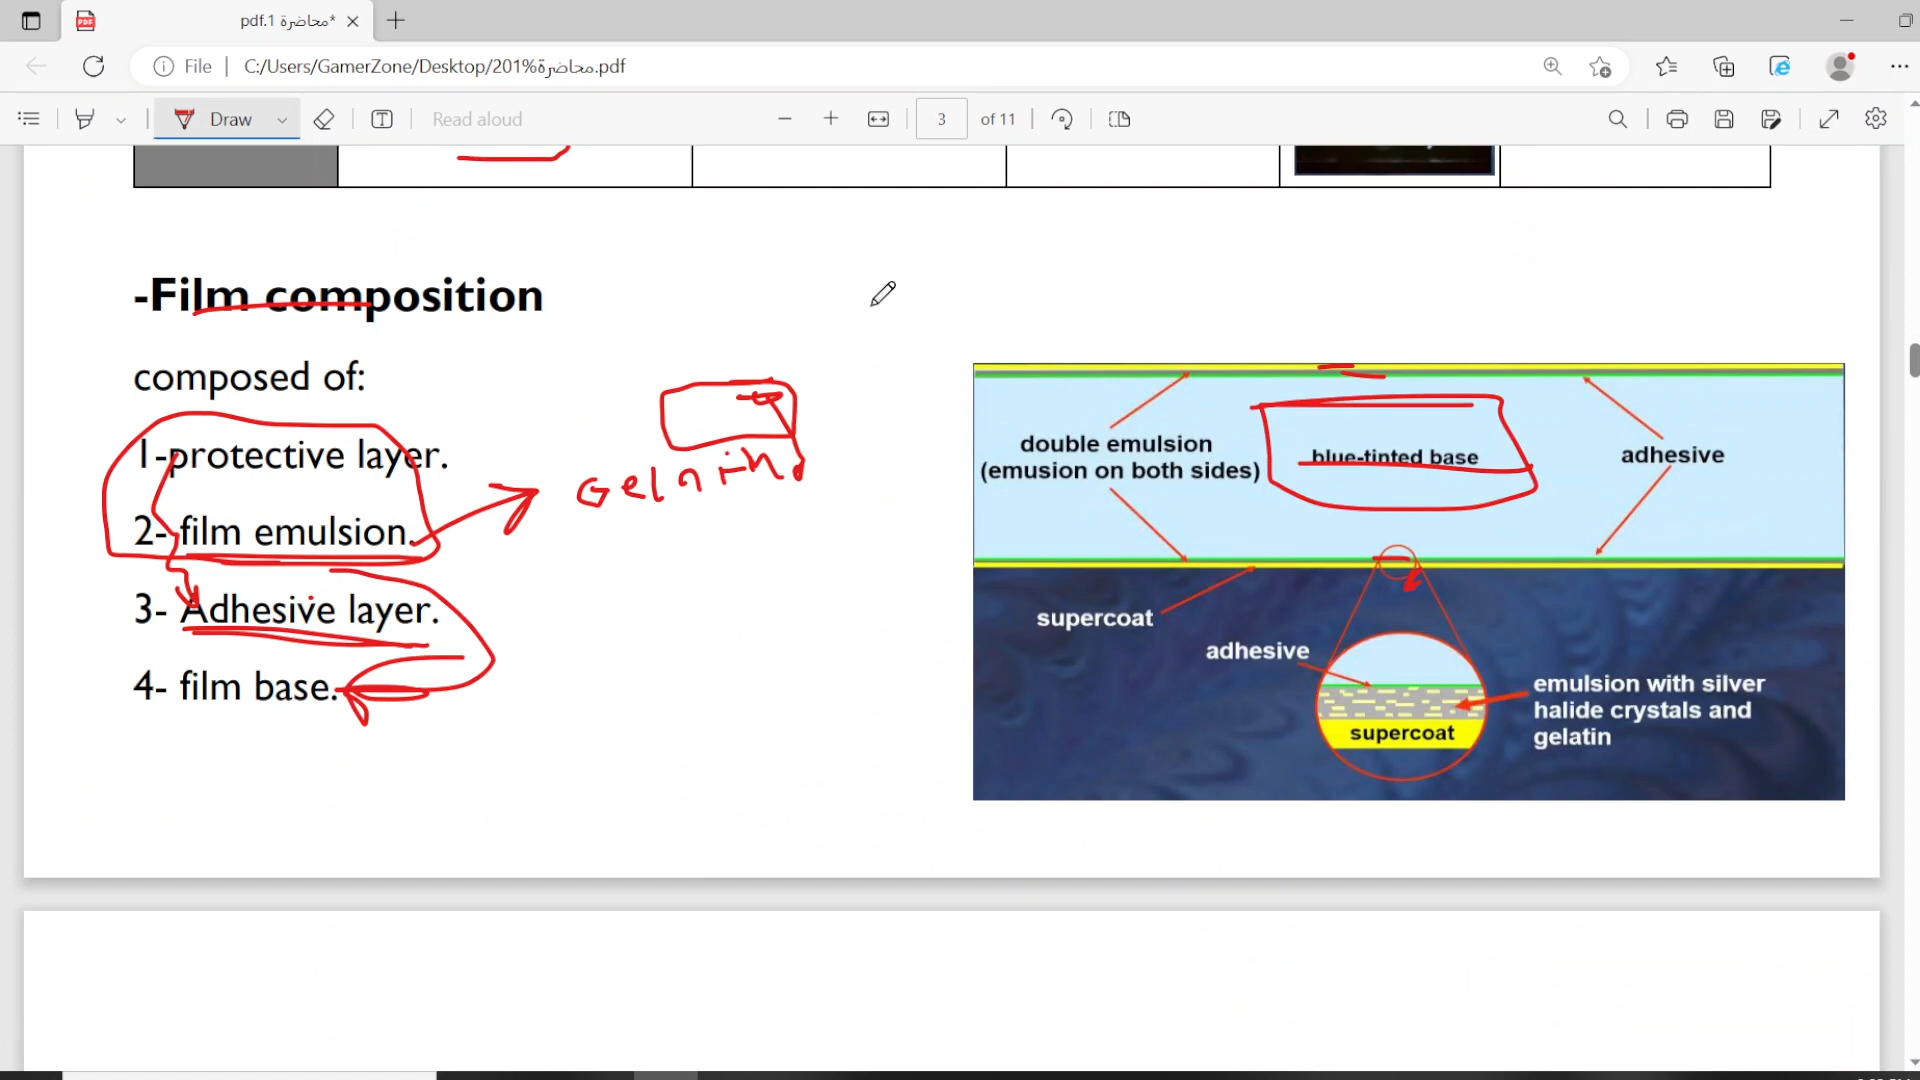 محاضرة 1.pdf*
File
C:/Users/GamerZone/Desktop/201%محاضرة.pdf
Draw
Read aloud
3
of 11
-Film composition
composed of:
1-protective layer.
2- film emulsion.
3- Adhesive layer.
4- film base.
double emulsion
(emusion on both sides)
blue-tinted base
adhesive
supercoat
adhesive
emulsion with silver
halide crystals and
gelatin
supercoat